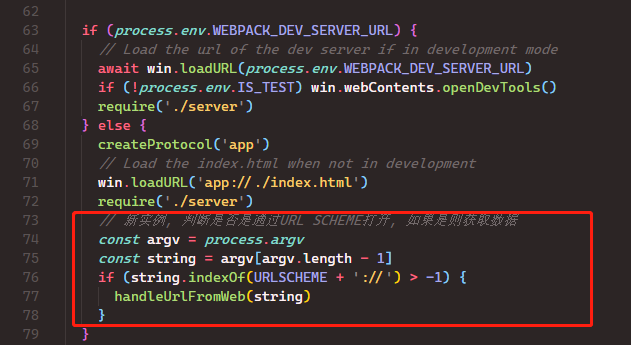 62
63 if (process.env.WEBPACK_DEV_SERVER_URL) {
64 // Load the url of the dev server if in development mode
65 await win.loadURL(process.env.WEBPACK_DEV_SERVER_URL)
66 if (!process.env.IS_TEST) win.webContents.openDevTools()
67 require('./server')
68 } else {
69 createProtocol('app')
70 // Load the index.html when not in development
71 win.loadURL('app://./index.html')
72 require('./server')
73 // 新实例, 判断是否是通过URL SCHEME打开, 如果是则获取数据
74 const argv = process.argv
75 const string = argv[argv.length - 1]
76 if (string.indexOf(URLSCHEME + '://') > -1) {
77 handleUrlFromWeb(string)
78 }
79 }